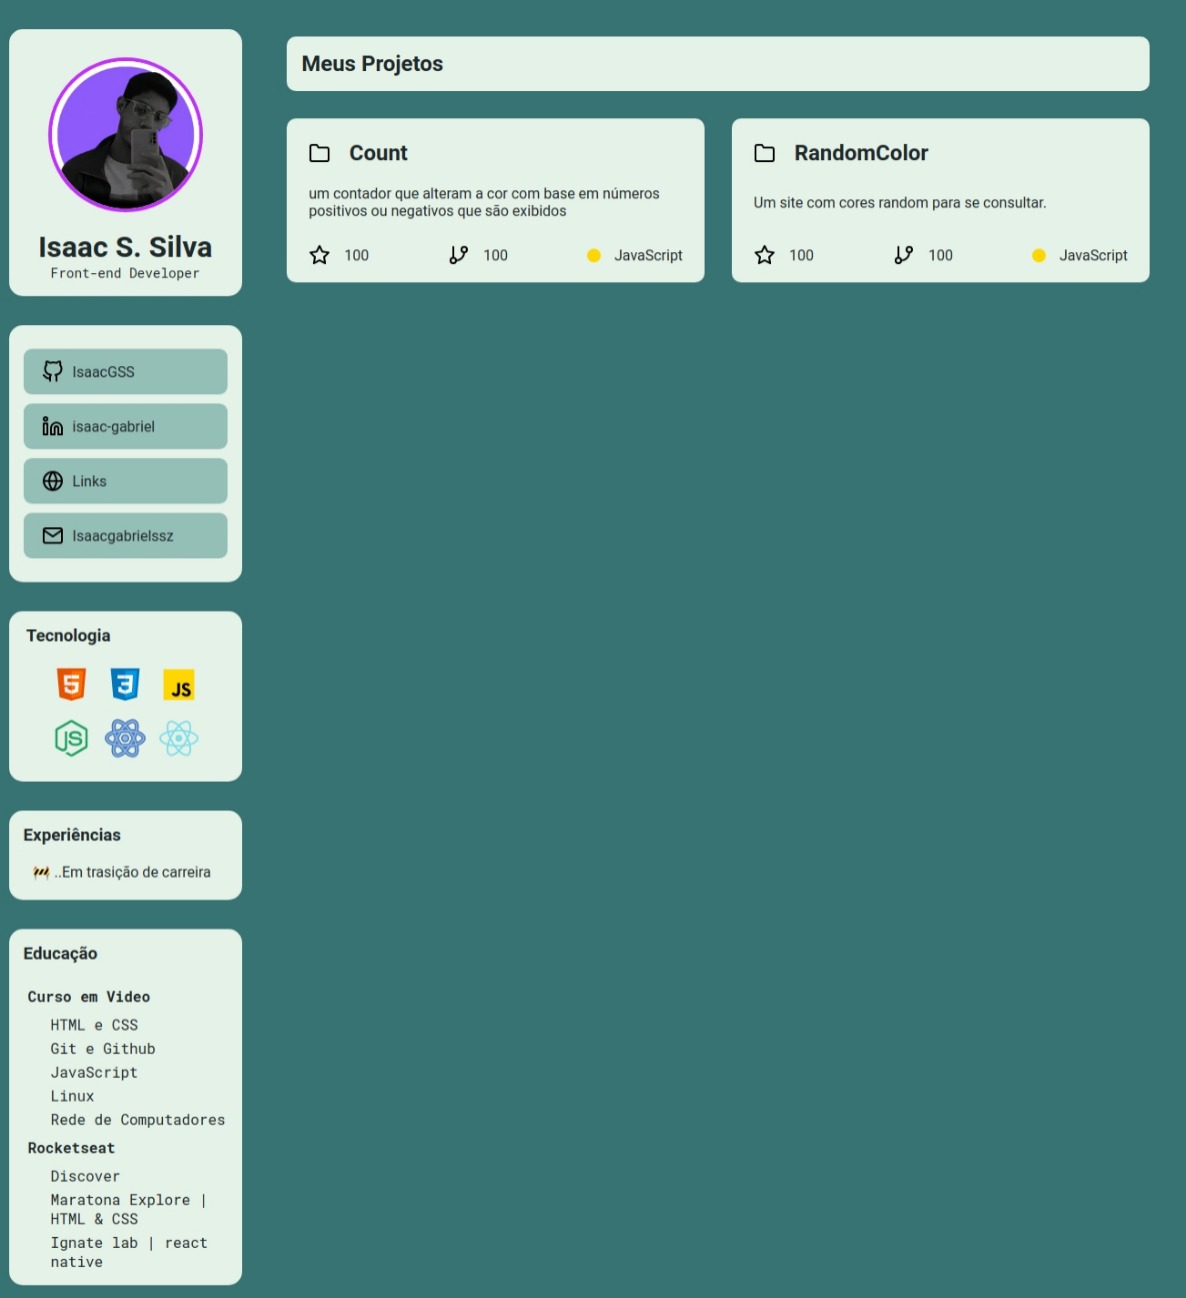 Isaac S. Silva
Front-end Developer
IsaacGSS
isaac-gabriel
Links
Isaacgabrielssz
Tecnologia
5
3
JS
JS
Experiências
..Em trasição de carreira
Educação
Curso em Video
HTML e CSS
Git e Github
JavaScript
Linux
Rede de Computadores
Rocketseat
Discover
Maratona Explore |
HTML & CSS
Ignate lab | react
native
Meus Projetos
Count
um contador que alteram a cor com base em números
positivos ou negativos que são exibidos
100
100
JavaScript
RandomColor
Um site com cores random para se consultar.
100
100
JavaScript